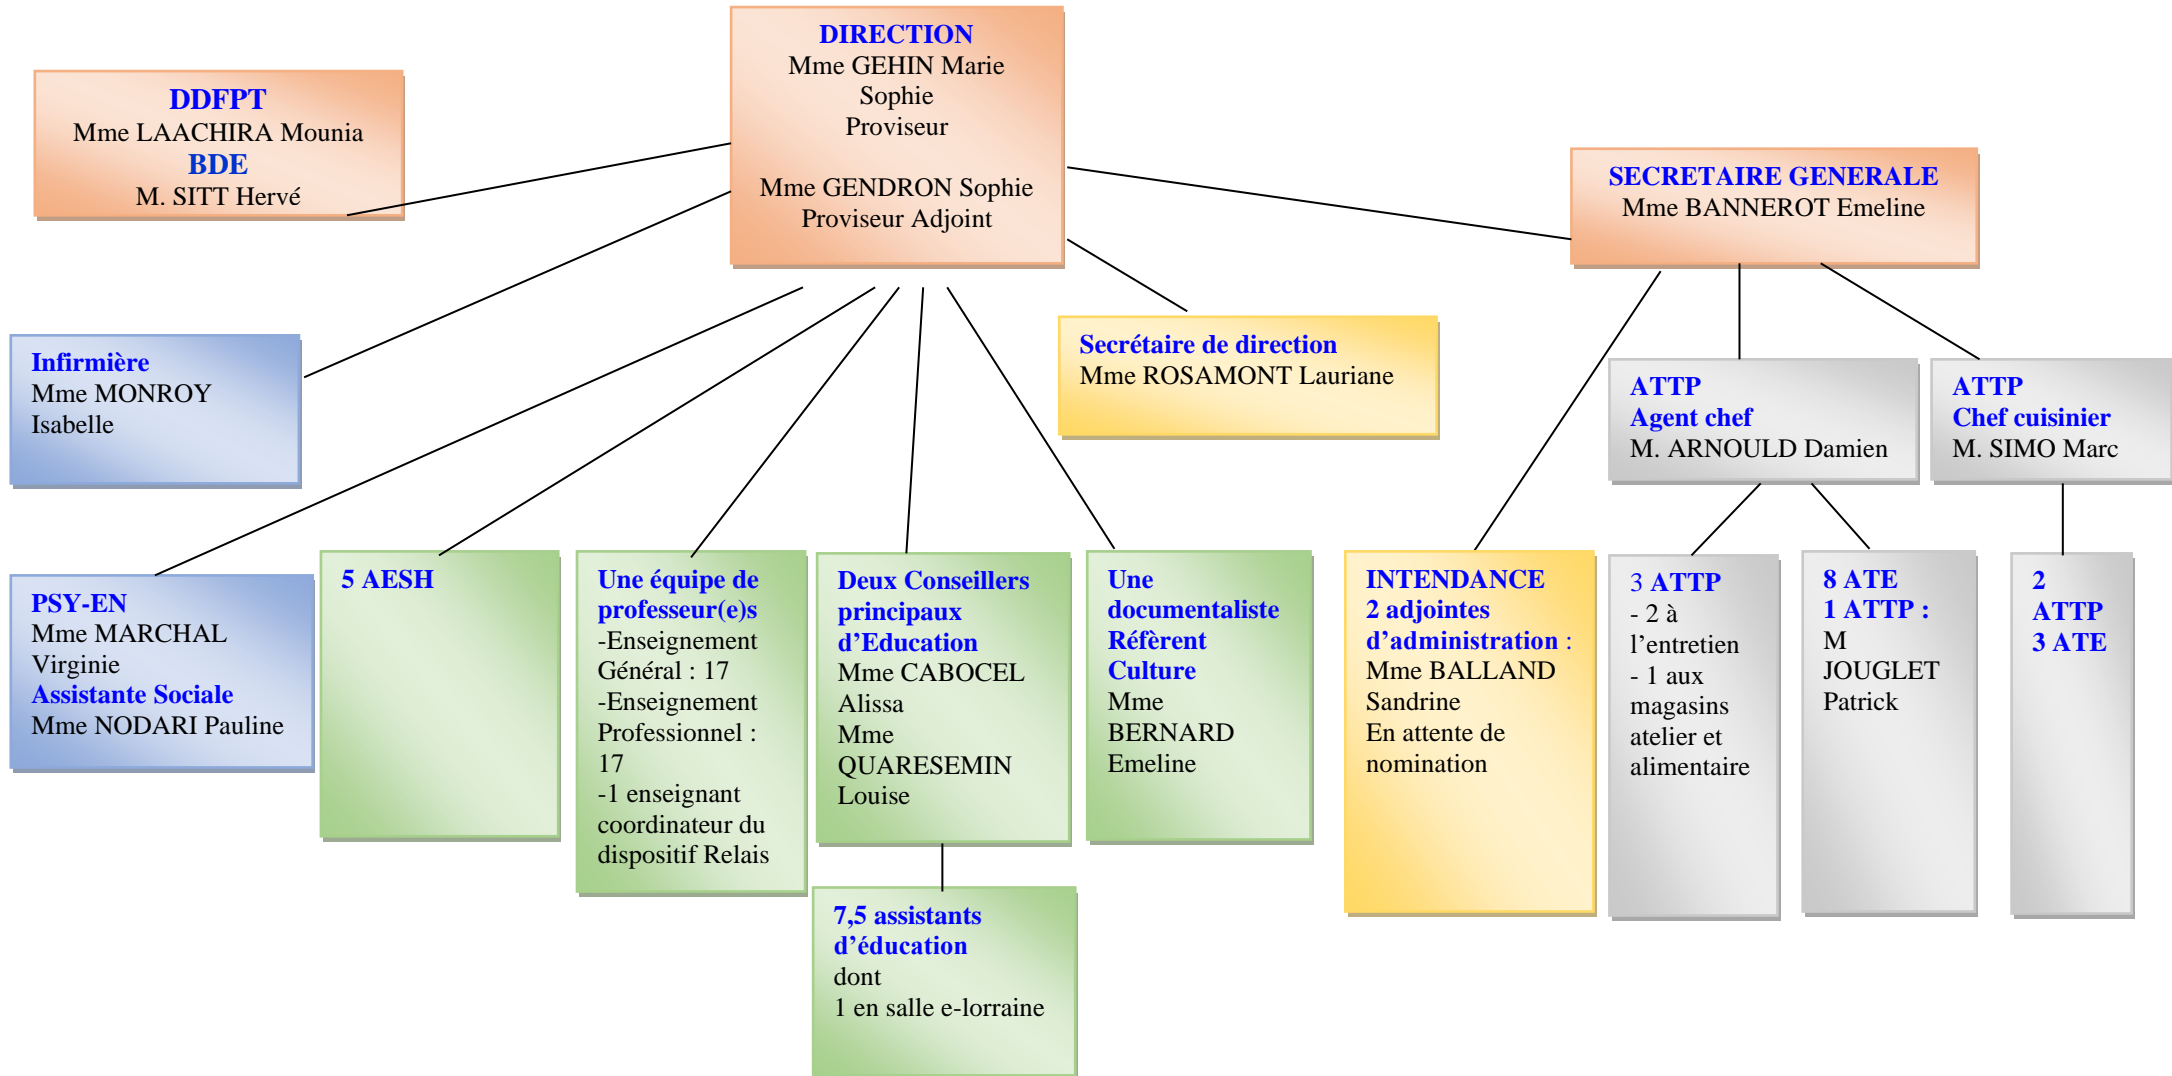 DIRECTION
Mme GEHIN Marie
Sophie
Proviseur
Mme GENDRON Sophie
Proviseur Adjoint
DDFPT
Mme LAACHIRA Mounia
BDE
M. SITT Hervé
SECRETAIRE GENERALE
Mme BANNEROT Emeline
Infirmière
Mme MONROY
Isabelle
Secrétaire de direction
Mme ROSAMONT Lauriane
ATTP
Agent chef
M. ARNOULD Damien
ATTP
Chef cuisinier
M. SIMO Marc
PSY-EN
Mme MARCHAL
Virginie
Assistante Sociale
Mme NODARI Pauline
5 AESH
Une équipe de
professeur(e)s
-Enseignement
Général : 17
-Enseignement
Professionnel :
17
-1 enseignant
coordinateur du
dispositif Relais
Deux Conseillers
principaux
d’Education
Mme CABOCEL
Alissa
Mme
QUARESEMIN
Louise
Une
documentaliste
Réfèrent
Culture
Mme
BERNARD
Emeline
INTENDANCE
2 adjointes
d’administration :
Mme BALLAND
Sandrine
En attente de
nomination
3 ATTP
- 2 à
l’entretien
- 1 aux
magasins
atelier et
alimentaire
8 ATE
1 ATTP :
M
JOUGLET
Patrick
2
ATTP
3 ATE
7,5 assistants
d’éducation
dont
1 en salle e-lorraine